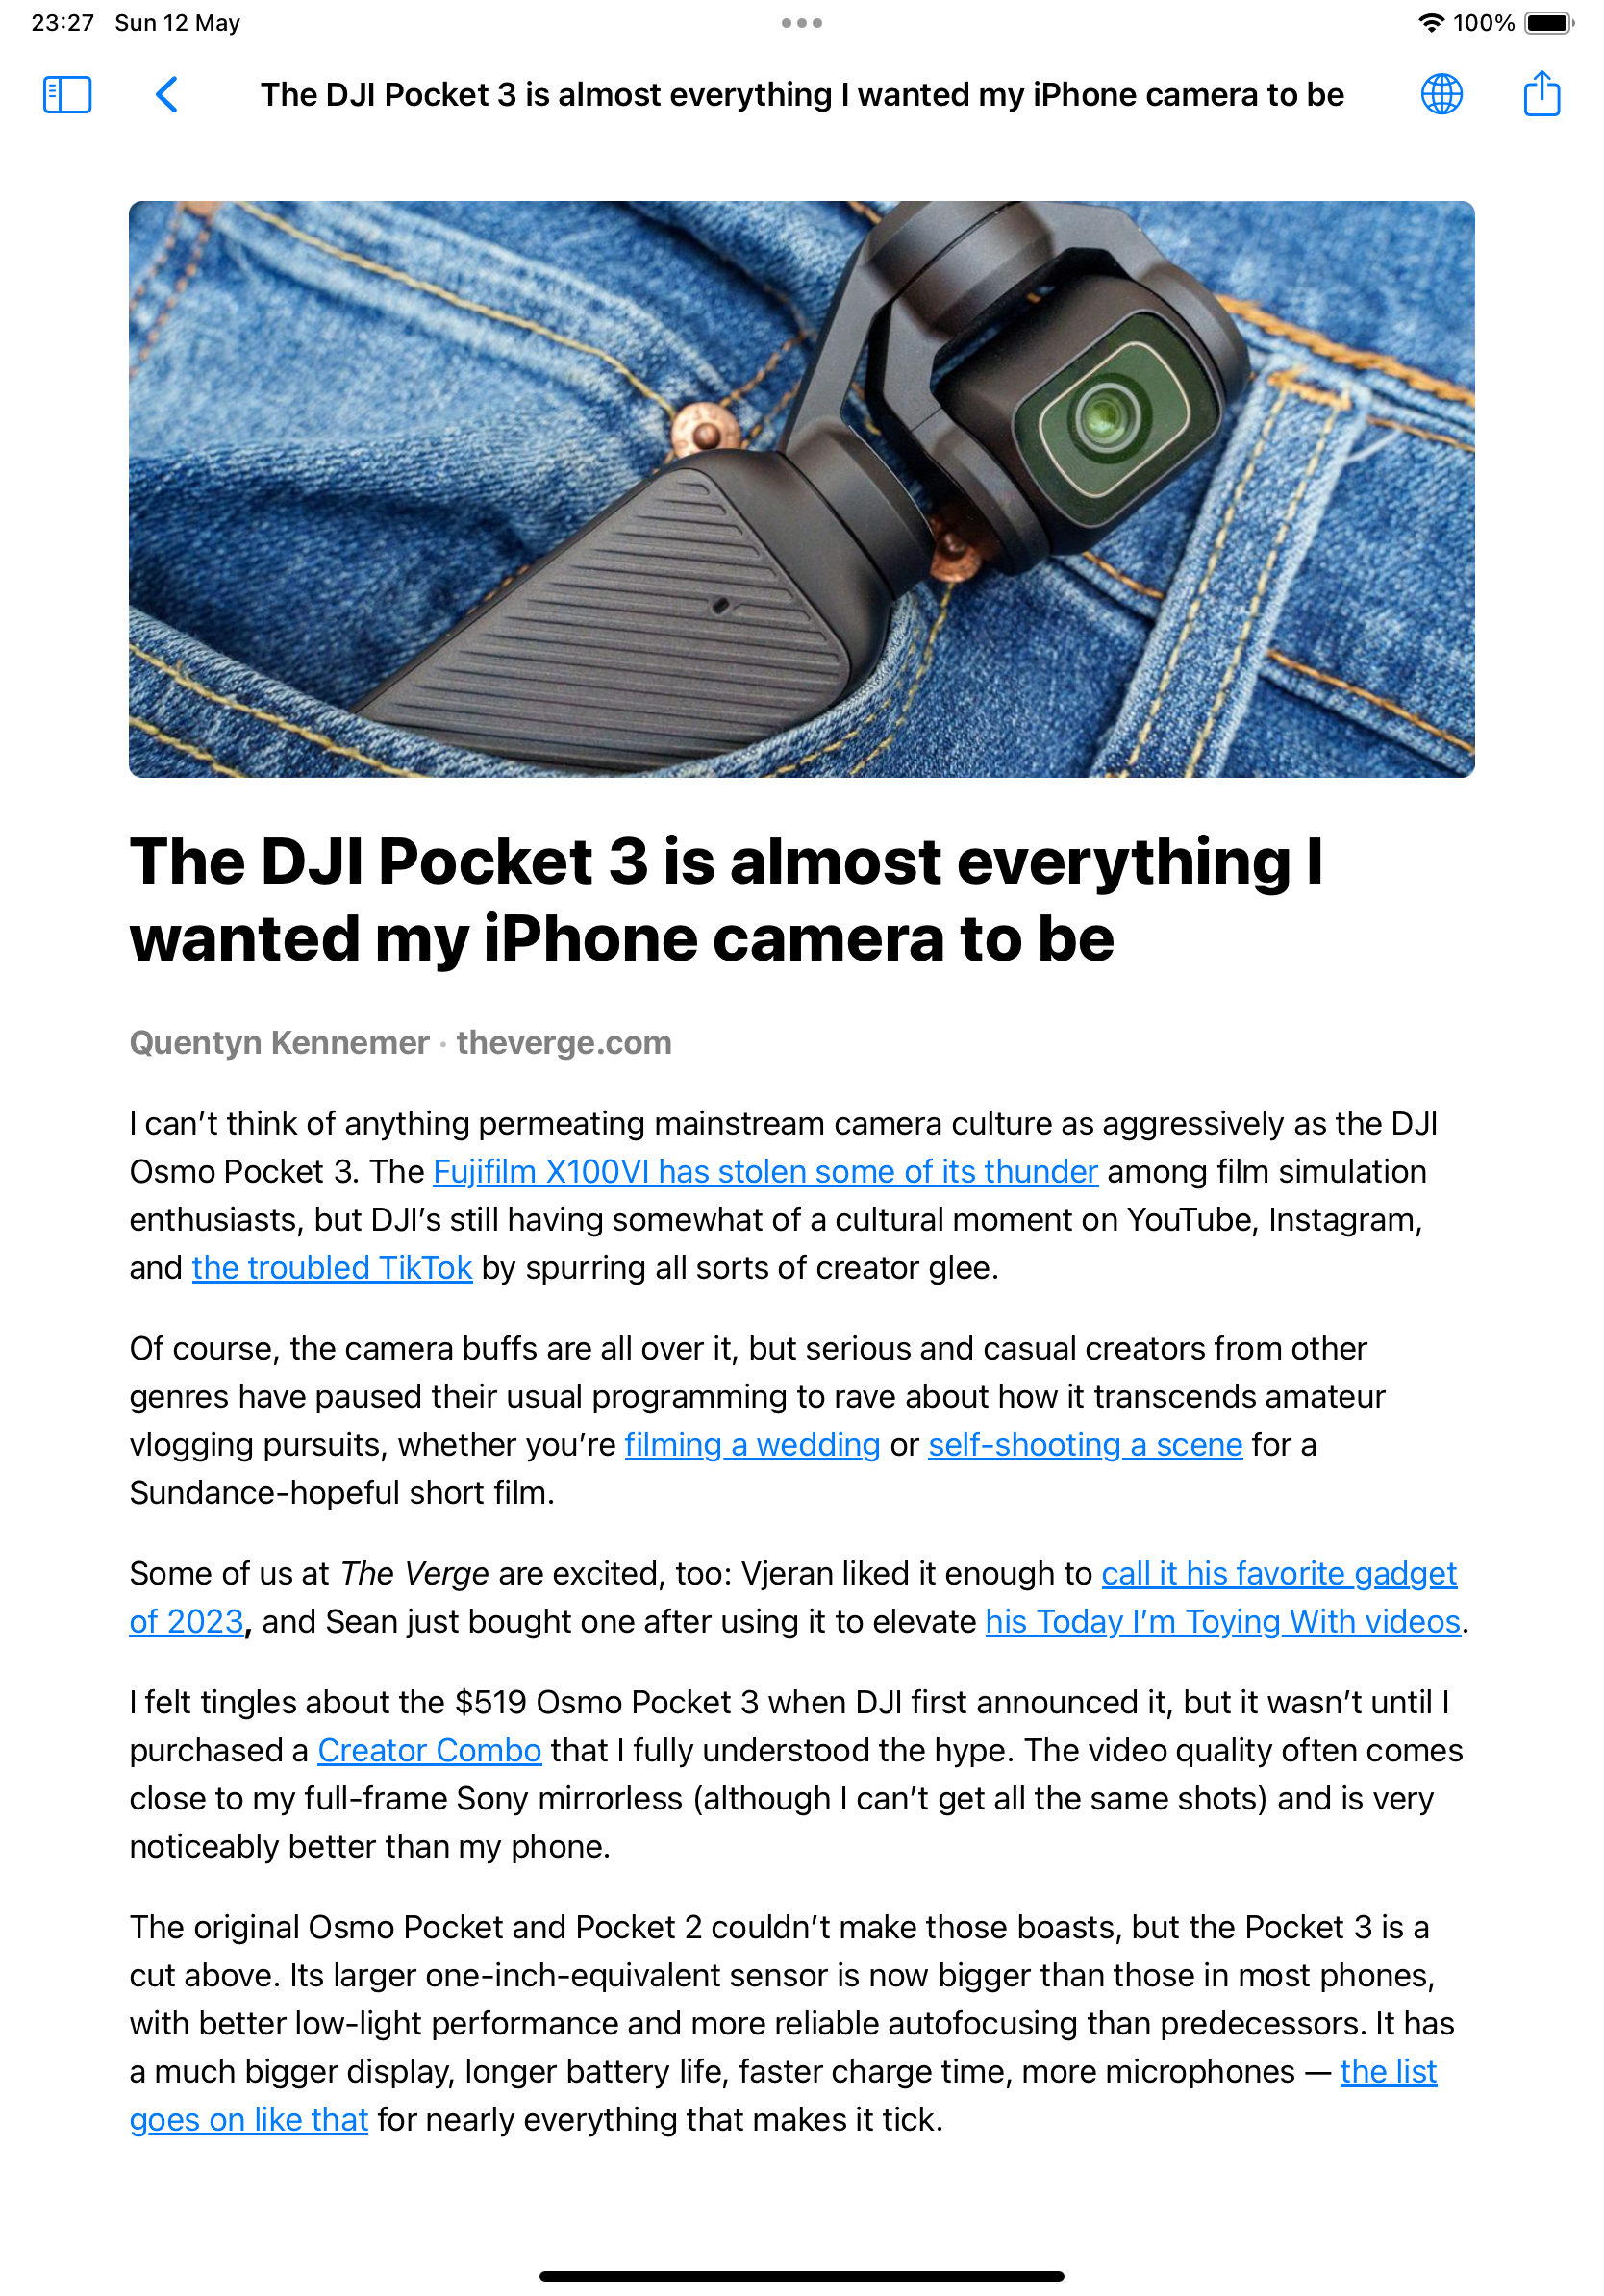 23:27 Sun 12 May
100%
The DJI Pocket 3 is almost everything I wanted my iPhone camera to be
The DJI Pocket 3 is almost everything I
wanted my iPhone camera to be
Quentyn Kennemer · theverge.com
I can’t think of anything permeating mainstream camera culture as aggressively as the DJI
Osmo Pocket 3. The Fujifilm X100VI has stolen some of its thunder among film simulation
enthusiasts, but DJI’s still having somewhat of a cultural moment on YouTube, Instagram,
and the troubled TikTok by spurring all sorts of creator glee.
Of course, the camera buffs are all over it, but serious and casual creators from other
genres have paused their usual programming to rave about how it transcends amateur
vlogging pursuits, whether you’re filming a wedding or self-shooting a scene for a
Sundance-hopeful short film.
Some of us at The Verge are excited, too: Vjeran liked it enough to call it his favorite gadget
of 2023, and Sean just bought one after using it to elevate his Today I’m Toying With videos.
I felt tingles about the $519 Osmo Pocket 3 when DJI first announced it, but it wasn’t until I
purchased a Creator Combo that I fully understood the hype. The video quality often comes
close to my full-frame Sony mirrorless (although I can’t get all the same shots) and is very
noticeably better than my phone.
The original Osmo Pocket and Pocket 2 couldn’t make those boasts, but the Pocket 3 is a
cut above. Its larger one-inch-equivalent sensor is now bigger than those in most phones,
with better low-light performance and more reliable autofocusing than predecessors. It has
a much bigger display, longer battery life, faster charge time, more microphones — the list
goes on like that for nearly everything that makes it tick.